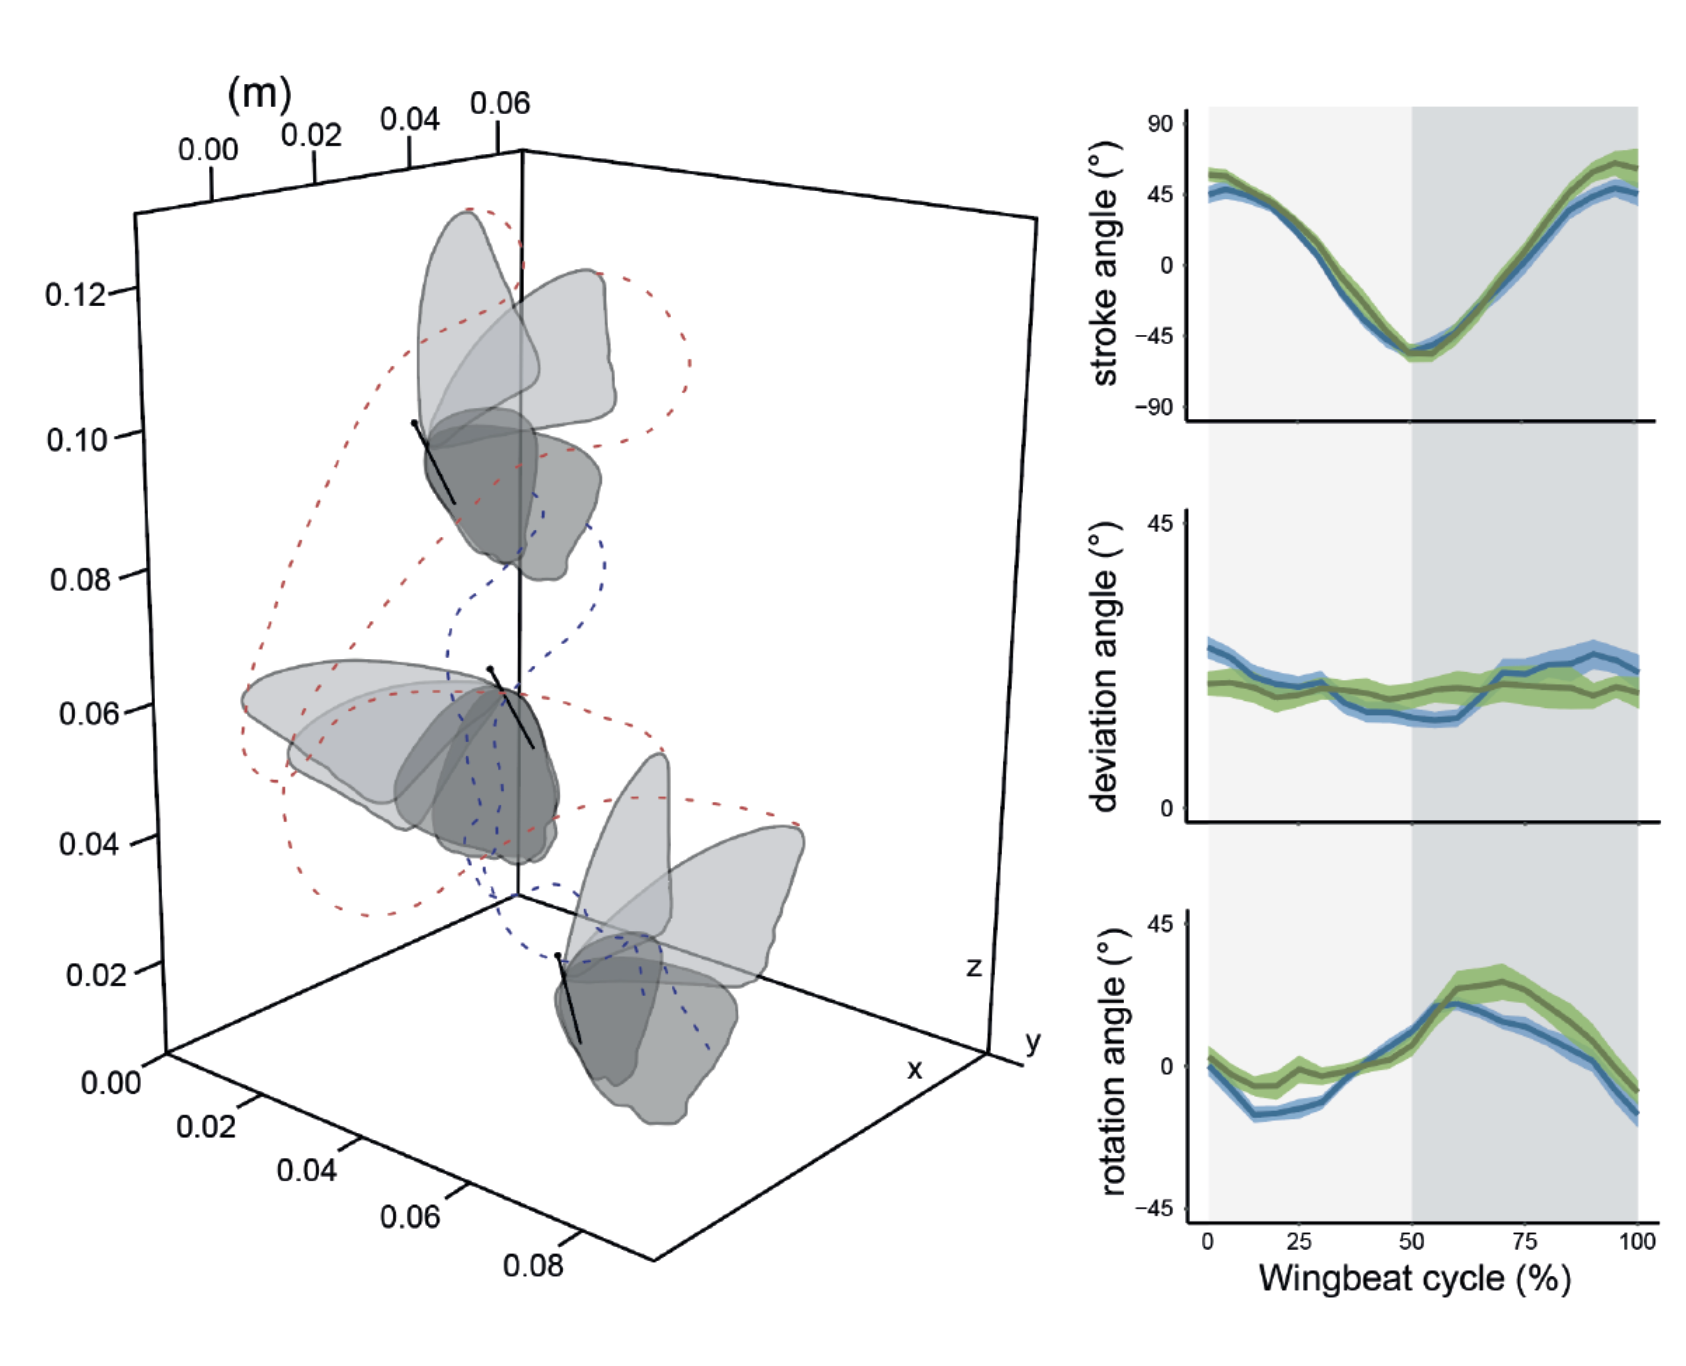 (m)
0.00
0.02
0.04
0.06
0.12
0.10
0.08
0.06
0.04
0.02
0.00
0.02
0.04
0.06
0.08
z
y
x
stroke angle (°)
90
45
0
−45
−90
deviation angle (°)
45
0
rotation angle (°)
45
0
−45
0 25 50 75 100
Wingbeat cycle (%)